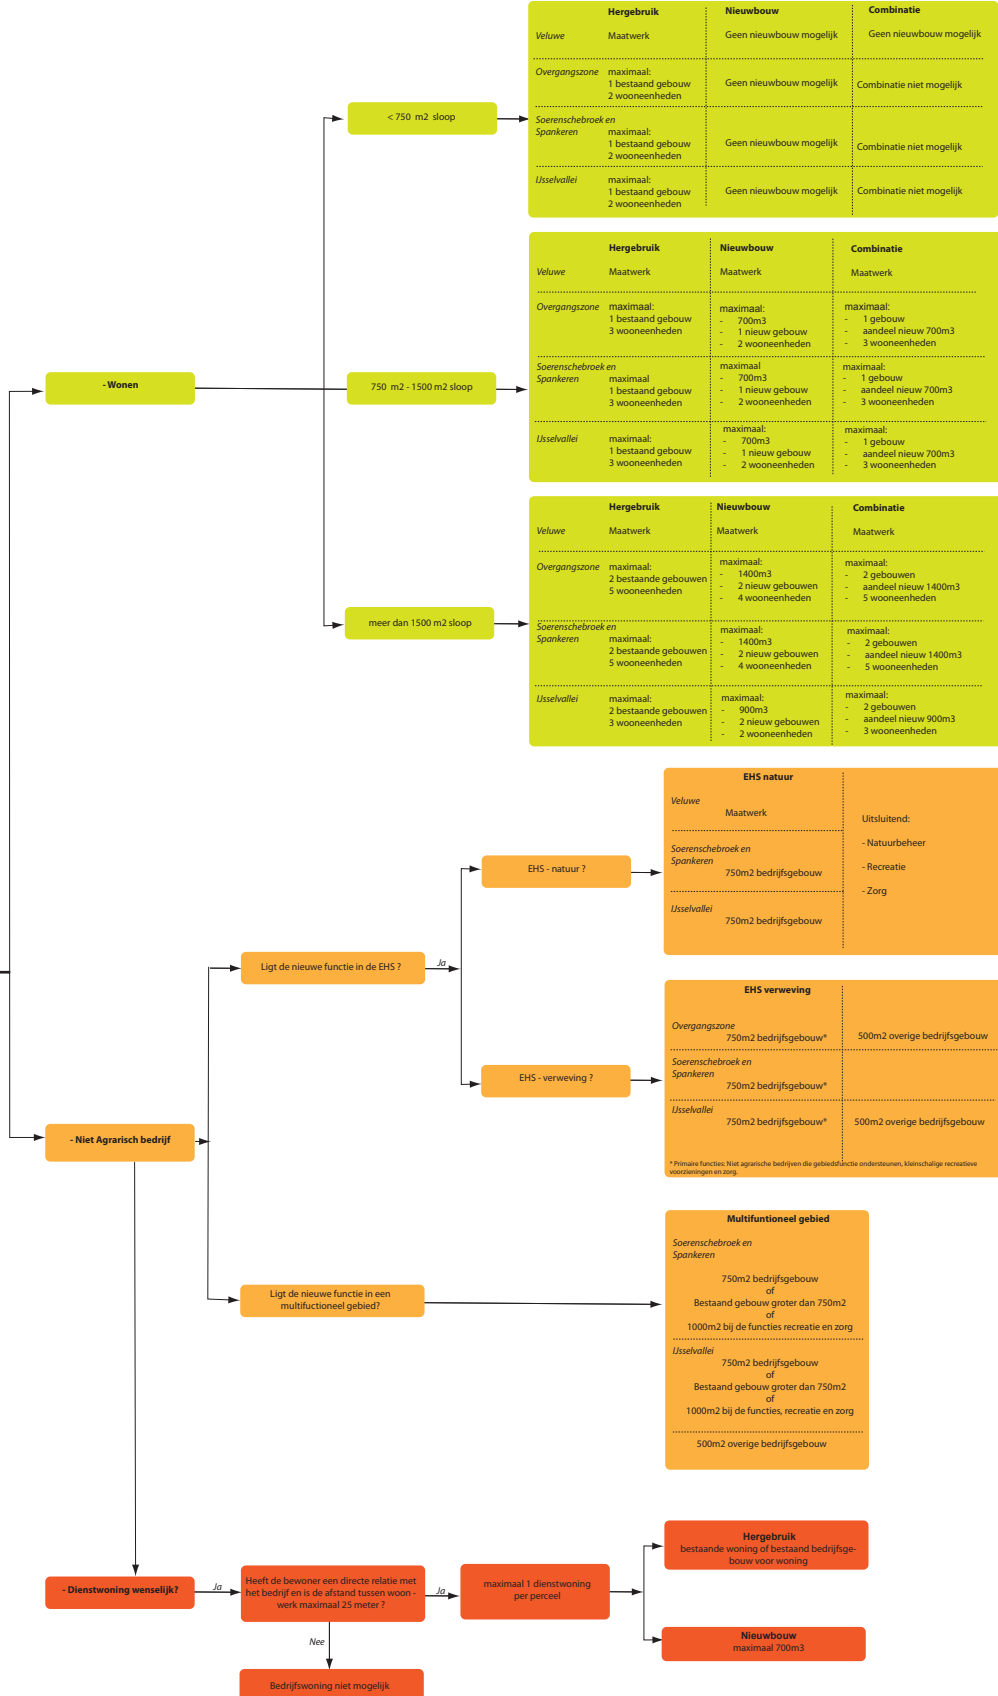 - Wonen
< 750  m2  sloop
Hergebruik Nieuwbouw Combinatie
Veluwe Maatwerk Geen nieuwbouw mogelijk Geen nieuwbouw mogelijk
Overgangszone maximaal:
1 bestaand gebouw
2 wooneenheden
Geen nieuwbouw mogelijk
Combinatie niet mogelijk
Soerenschebroek en
Spankeren maximaal:
1 bestaand gebouw
2 wooneenheden
Geen nieuwbouw mogelijk
Combinatie niet mogelijk
IJsselvallei maximaal:
1 bestaand gebouw
2 wooneenheden
Geen nieuwbouw mogelijk
Combinatie niet mogelijk
750  m2 - 1500 m2 sloop
Hergebruik Nieuwbouw Combinatie
Veluwe Maatwerk Maatwerk Maatwerk
Overgangszone maximaal:
1 bestaand gebouw
3 wooneenheden
maximaal:
- 700m3
- 1 nieuw gebouw
- 2 wooneenheden
maximaal:
- 1 gebouw
- aandeel nieuw 700m3
- 3 wooneenheden
Soerenschebroek en
Spankeren maximaal
1 bestaand gebouw
3 wooneenheden
maximaal
- 700m3
- 1 nieuw gebouw
- 2 wooneenheden
maximaal:
- 1 gebouw
- aandeel nieuw 700m3
- 3 wooneenheden
IJsselvallei maximaal:
1 bestaand gebouw
3 wooneenheden
maximaal:
- 700m3
- 1 nieuw gebouw
- 2 wooneenheden
maximaal:
- 1 gebouw
- aandeel nieuw 700m3
- 3 wooneenheden
meer dan 1500 m2 sloop
Hergebruik Nieuwbouw Combinatie
Veluwe Maatwerk Maatwerk Maatwerk
Overgangszone maximaal:
2 bestaande gebouwen
5 wooneenheden
maximaal:
- 1400m3
- 2 nieuw gebouwen
- 4 wooneenheden
maximaal:
- 2 gebouwen
- aandeel nieuw 1400m3
- 5 wooneenheden
Soerenschebroek en
Spankeren maximaal:
2 bestaande gebouwen
5 wooneenheden
maximaal:
- 1400m3
- 2 nieuw gebouwen
- 4 wooneenheden
maximaal:
- 2 gebouwen
- aandeel nieuw 1400m3
- 5 wooneenheden
IJsselvallei maximaal:
2 bestaande gebouwen
3 wooneenheden
maximaal:
- 900m3
- 2 nieuw gebouwen
- 2 wooneenheden
maximaal:
- 2 gebouwen
- aandeel nieuw 900m3
- 3 wooneenheden
- Niet Agrarisch bedrijf
Ligt de nieuwe functie in de EHS ?
Ja
EHS - natuur ?
EHS natuur
Veluwe
Maatwerk
Soerenschebroek en
Spankeren
750m2 bedrijfsgebouw
IJsselvallei
750m2 bedrijfsgebouw
Uitsluitend:
- Natuurbeheer
- Recreatie
- Zorg
EHS - verweving ?
EHS verweving
Overgangszone
750m2 bedrijfsgebouw*
500m2 overige bedrijfsgebouw
Soerenschebroek en
Spankeren
750m2 bedrijfsgebouw*
IJsselvallei
750m2 bedrijfsgebouw*
500m2 overige bedrijfsgebouw
* Primaire functies: Niet agrarische bedrijven die gebiedsfunctie ondersteunen, kleinschalige recreatieve
voorzieningen en zorg.
Ligt de nieuwe functie in een
multifuctioneel gebied?
Multifuntioneel gebied
Soerenschebroek en
Spankeren
750m2 bedrijfsgebouw
of
Bestaand gebouw groter dan 750m2
of
1000m2 bij de functies recreatie en zorg
IJsselvallei
750m2 bedrijfsgebouw
of
Bestaand gebouw groter dan 750m2
of
1000m2 bij de functies, recreatie en zorg
500m2 overige bedrijfsgebouw
- Dienstwoning wenselijk?
Ja
Heeft de bewoner een directe relatie met
het bedrijf en is de afstand tussen woon -
werk maximaal 25 meter ?
Ja
maximaal 1 dienstwoning
per perceel
Hergebruik
bestaande woning of bestaand bedrijfsge-
bouw voor woning
Nieuwbouw
maximaal 700m3
Nee
Bedrijfswoning niet mogelijk